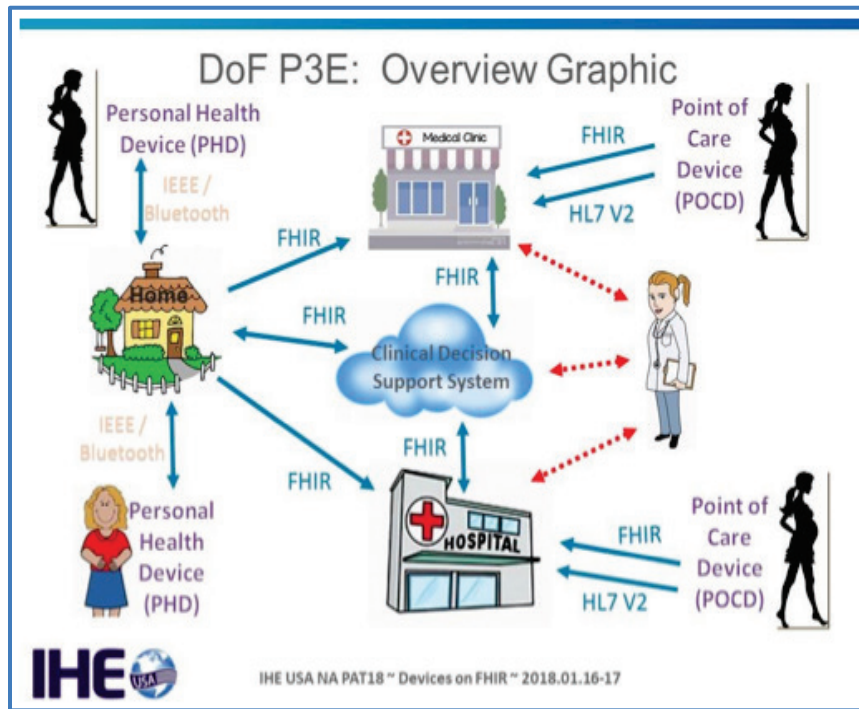 DoF P3E: Overview Graphic
Personal Health
Device (PHD)
IEEE /
Bluetooth
Medical Clinic
FHIR
HL7 V2
Point of
Care
Device
(POCD)
FHIR
FHIR
Home
FHIR
Clinical Decision
Support System
IEEE /
Bluetooth
FHIR
FHIR
Personal
Health
Device
(PHD)
HOSPITAL
FHIR
HL7 V2
Point of
Care
Device
(POCD)
IHE
USA
IHE USA NA PAT18 ~ Devices on FHIR ~ 2018.01.16-17